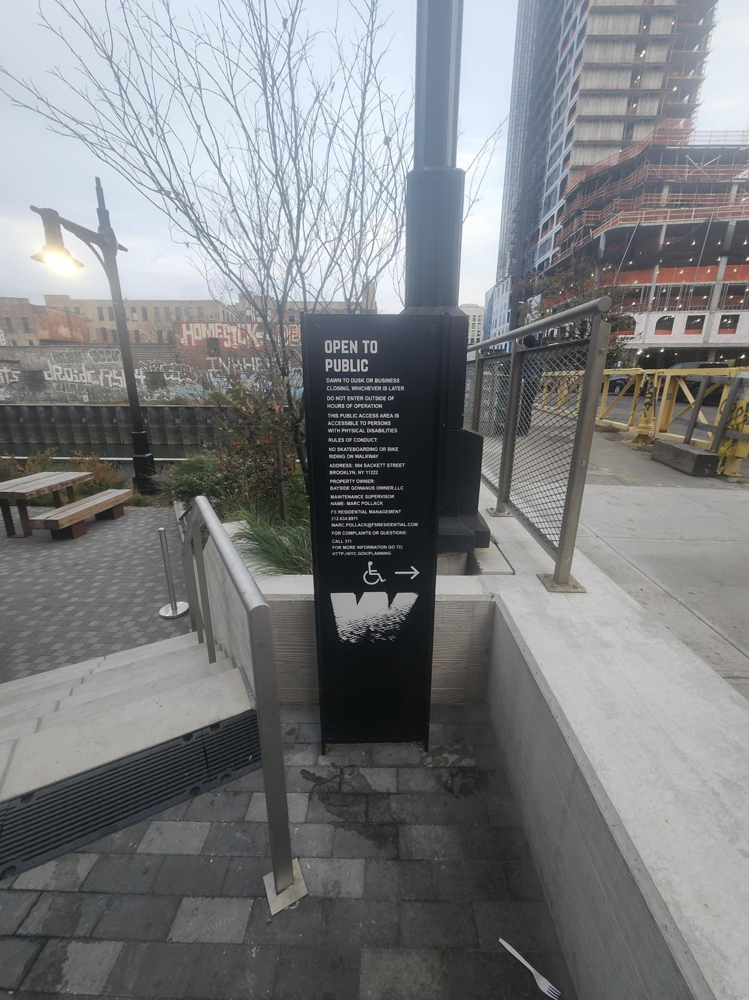 HOMESICK
OPEN TO
PUBLIC
DAWN TO DUSK OR BUSINESS
CLOSING, WHICHEVER IS LATER
DO NOT ENTER OUTSIDE OF
HOURS OF OPERATION
THIS PUBLIC ACCESS AREA IS
ACCESSIBLE TO PERSONS
WITH PHYSICAL DISABILITIES
RULES OF CONDUCT:
NO SKATEBOARDING OR BIKE
RIDING ON WALKWAY
ADDRESS: 504 SACKETT STREET
BROOKLYN, NY 11222
PROPERTY OWNER:
BAYSIDE GOWANUS OWNER,LLC
MAINTENANCE SUPERVISOR
NAME: MARC POLLACK
FS RESIDENTIAL MANAGEMENT
212.634.8911
MARC.POLLACK@FSRESIDENTIAL.COM
FOR COMPLAINTS OR QUESTIONS:
CALL 311
FOR MORE INFORMATION GO TO:
HTTP://NYC.GOV/PLANNING
W